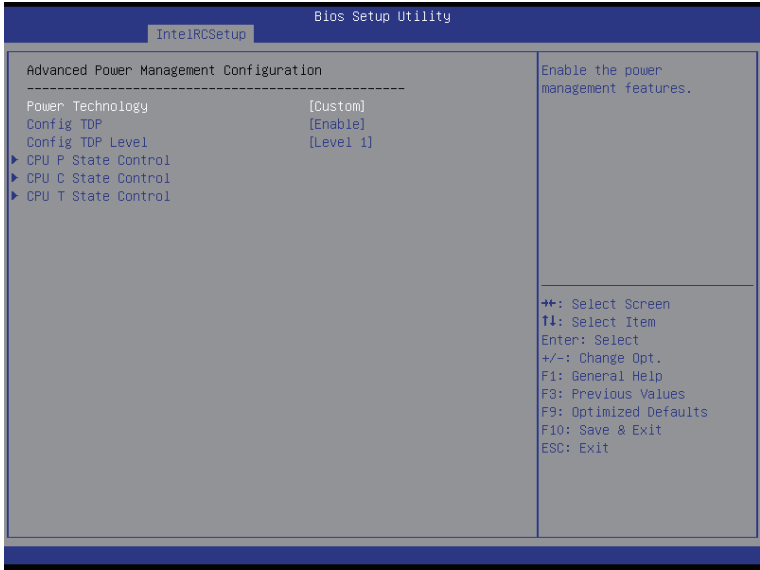 Bios Setup Utility
IntelRCSetup
Advanced Power Management Configuration
------------------------------------------------
Power Technology [Custom]
Config TDP [Enable]
Config TDP Level [Level 1]
CPU P State Control
CPU C State Control
CPU T State Control
Enable the power
management features.
→←: Select Screen
↑↓: Select Item
Enter: Select
+/-: Change Opt.
F1: General Help
F3: Previous Values
F9: Optimized Defaults
F10: Save & Exit
ESC: Exit